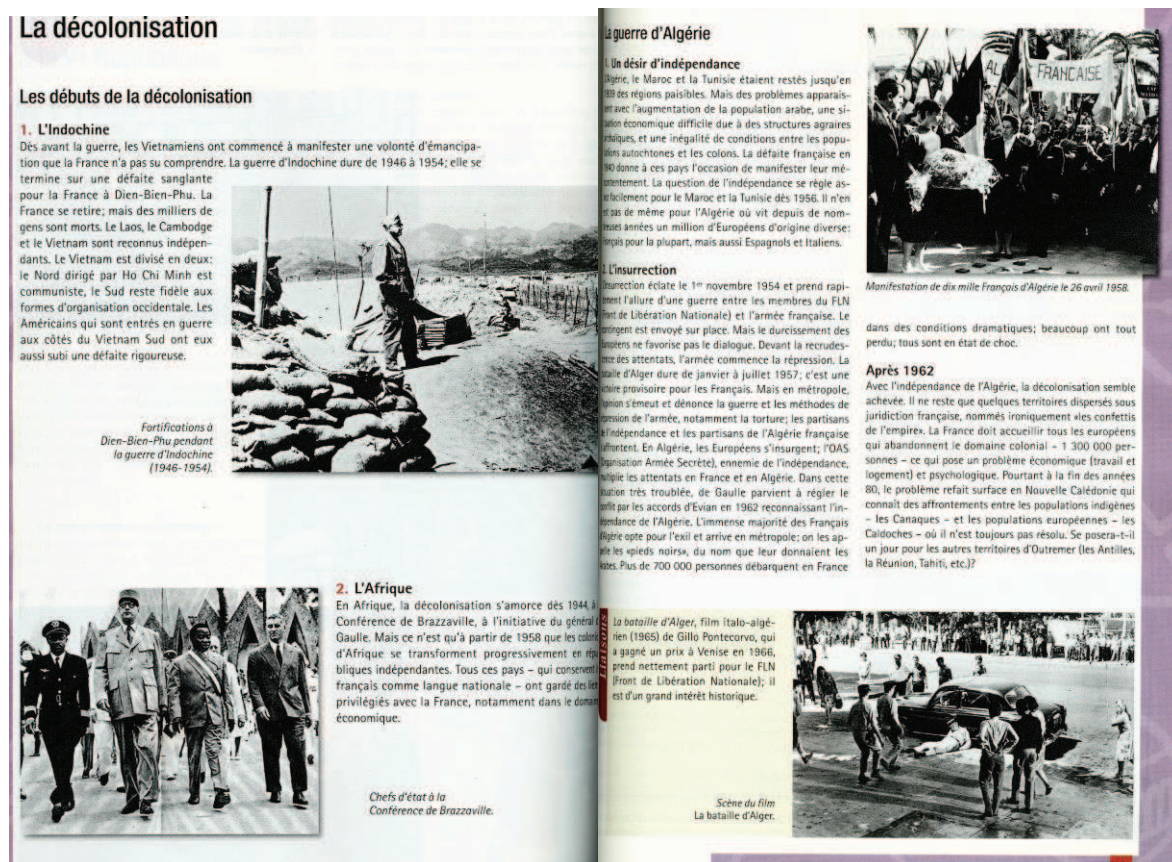 La décolonisation
Les débuts de la décolonisation
1. L'Indochine
Dès avant la guerre, les Vietnamiens ont commencé à manifester une volonté d'émancipa-
tion que la France n'a pas su comprendre. La guerre d'Indochine dure de 1946 à 1954; elle se
termine sur une défaite sanglante
pour la France à Dien-Bien-Phu. La
France se retire; mais des milliers de
gens sont morts. Le Laos, le Cambodge
et le Vietnam sont reconnus indépen-
dants. Le Vietnam est divisé en deux:
le Nord dirigé par Ho Chi Minh est
communiste, le Sud reste fidèle aux
formes d'organisation occidentale. Les
Américains qui sont entrés en guerre
aux côtés du Vietnam Sud ont eux
aussi subi une défaite rigoureuse.
Fortifications à
Dien-Bien-Phu pendant
la guerre d'Indochine
(1946-1954).
2. L'Afrique
En Afrique, la décolonisation s'amorce dès 1944, à
Conférence de Brazzaville, à l'initiative du général
Gaulle. Mais ce n'est qu'à partir de 1958 que les
d'Afrique se transforment progressivement en répu
bliques indépendantes. Tous ces pays – qui conservent
français comme langue nationale – ont gardé des
privilégiés avec la France, notamment dans le
économique.
Chefs d'état à la
Conférence de Brazzaville.
La guerre d'Algérie
1. Un désir d'indépendance
le Maroc et la Tunisie étaient restés jusqu'en
des régions paisibles. Mais des problèmes apparais-
avec l'augmentation de la population arabe, une si-
économique difficile due à des structures agraires
et une inégalité de conditions entre les popu-
autochtones et les colons. La défaite française en
donne à ces pays l'occasion de manifester leur mé-
La question de l'indépendance se règle as-
facilement pour le Maroc et la Tunisie dès 1956. Il n'en
pas de même pour l'Algérie où vit depuis de nom-
années un million d'Européens d'origine diverse:
pour la plupart, mais aussi Espagnols et Italiens.
2. L'insurrection
éclate le 1er novembre 1954 et prend rapi-
l'allure d'une guerre entre les membres du FLN
de Libération Nationale) et l'armée française. Le
est envoyé sur place. Mais le durcissement des
ne favorise pas le dialogue. Devant la recrudes-
des attentats, l'armée commence la répression. La
d'Alger dure de janvier à juillet 1957; c'est une
provisoire pour les Français. Mais en métropole,
s'émeut et dénonce la guerre et les méthodes de
de l'armée, notamment la torture; les partisans
l'indépendance et les partisans de l'Algérie française
En Algérie, les Européens s'insurgent; l'OAS
Armée Secrète), ennemie de l'indépendance,
les attentats en France et en Algérie. Dans cette
très troublée, de Gaulle parvient à régler le
par les accords d'Evian en 1962 reconnaissant l'in-
de l'Algérie. L'immense majorité des Français
opte pour l'exil et arrive en métropole; on les ap-
les «pieds noirs», du nom que leur donnaient les
Plus de 700 000 personnes débarquent en France
FRANCAISE
Manifestation de dix mille Français d'Algérie le 26 avril 1958.
dans des conditions dramatiques; beaucoup ont tout
perdu; tous sont en état de choc.
Après 1962
Avec l'indépendance de l'Algérie, la décolonisation semble
achevée. Il ne reste que quelques territoires dispersés sous
juridiction française, nommés ironiquement «les confettis
de l'empire». La France doit accueillir tous les européens
qui abandonnent le domaine colonial – 1 300 000 per-
sonnes – ce qui pose un problème économique (travail et
logement) et psychologique. Pourtant à la fin des années
80, le problème refait surface en Nouvelle Calédonie qui
connaît des affrontements entre les populations indigènes
– les Canaques – et les populations européennes – les
Caldoches – où il n'est toujours pas résolu. Se posera-t-il
un jour pour les autres territoires d'Outremer (les Antilles,
la Réunion, Tahiti, etc.)?
Liaisons
La bataille d'Alger, film italo-algé-
rien (1965) de Gillo Pontecorvo, qui
a gagné un prix à Venise en 1966,
prend nettement parti pour le FLN
(Front de Libération Nationale); il
est d'un grand intérêt historique.
Scène du film
La bataille d'Alger.